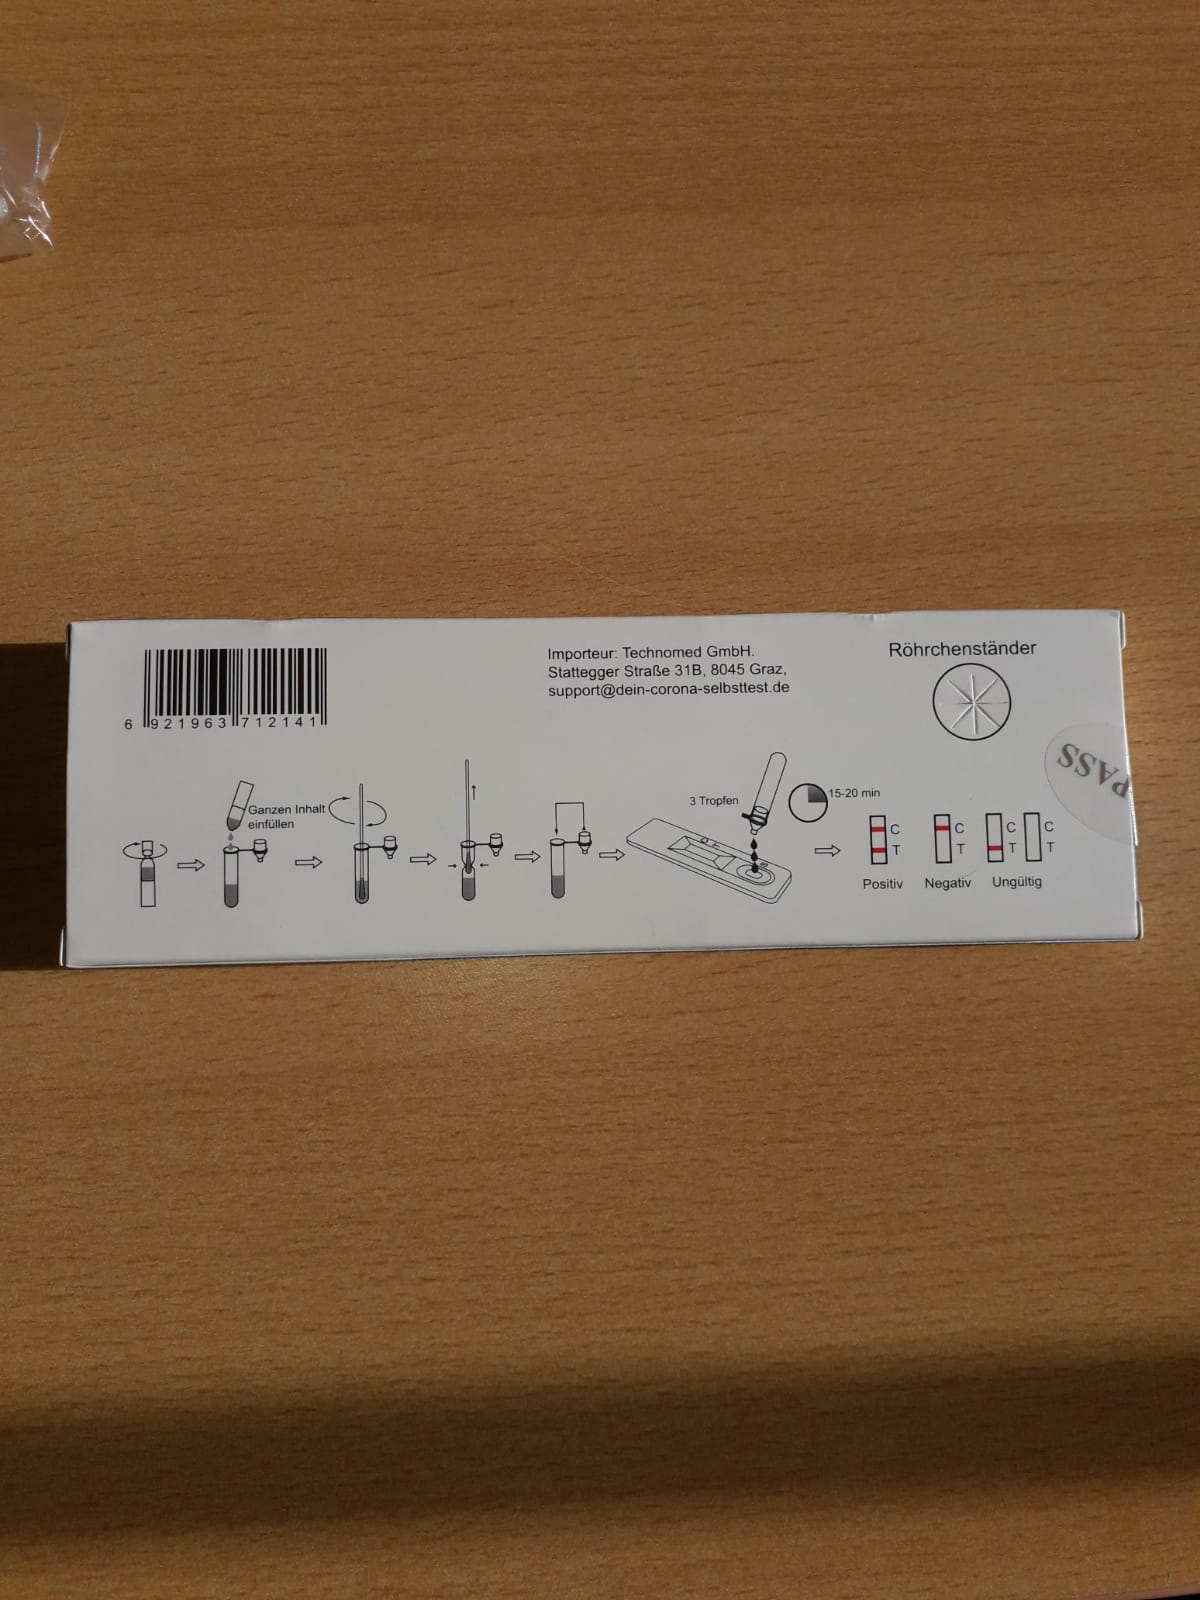 6 921963 712141
Importeur: Technomed GmbH.
Stattegger Straße 31B, 8045 Graz,
support@dein-corona-selbsttest.de
Röhrchenständer
PASS
Ganzen Inhalt
einfüllen
3 Tropfen
15-20 min
C
T
Positiv
C
T
Negativ
C
T
C
T
Ungültig